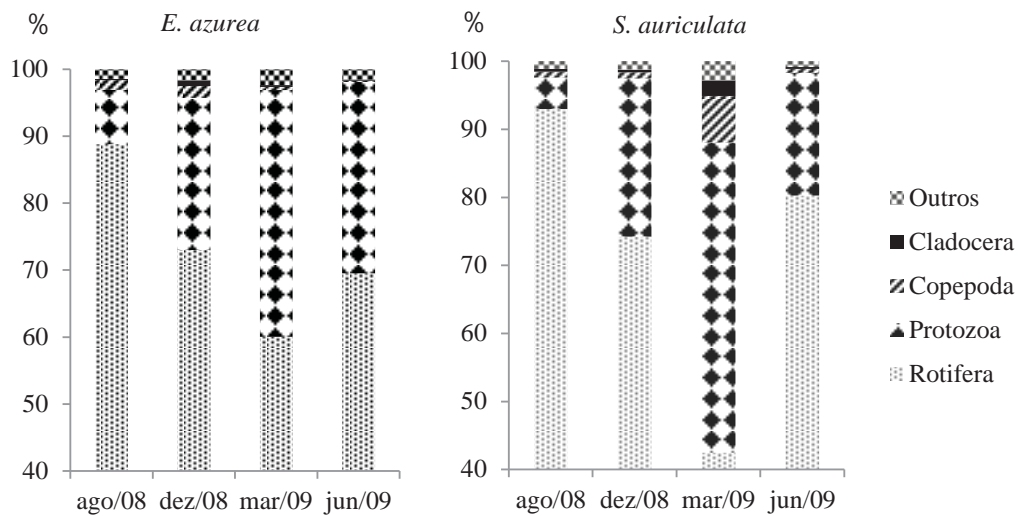 % E. azurea
100
90
80
70
60
50
40
ago/08 dez/08 mar/09 jun/09
% S. auriculata
100
90
80
70
60
50
40
ago/08 dez/08 mar/09 jun/09
Outros
Cladocera
Copepoda
Protozoa
Rotifera